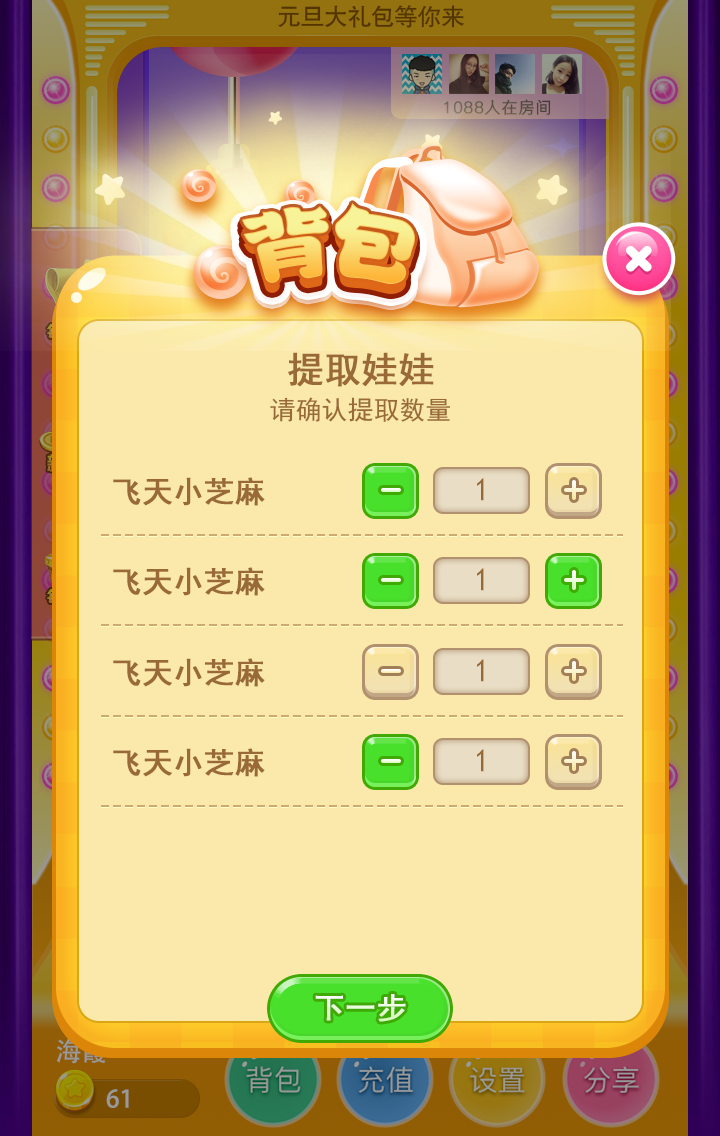 元旦大礼包等你来
1088人在房间
背包
提取娃娃
请确认提取数量
飞天小芝麻 1
飞天小芝麻 1
飞天小芝麻 1
飞天小芝麻 1
下一步
海霞
61
背包 充值 设置 分享